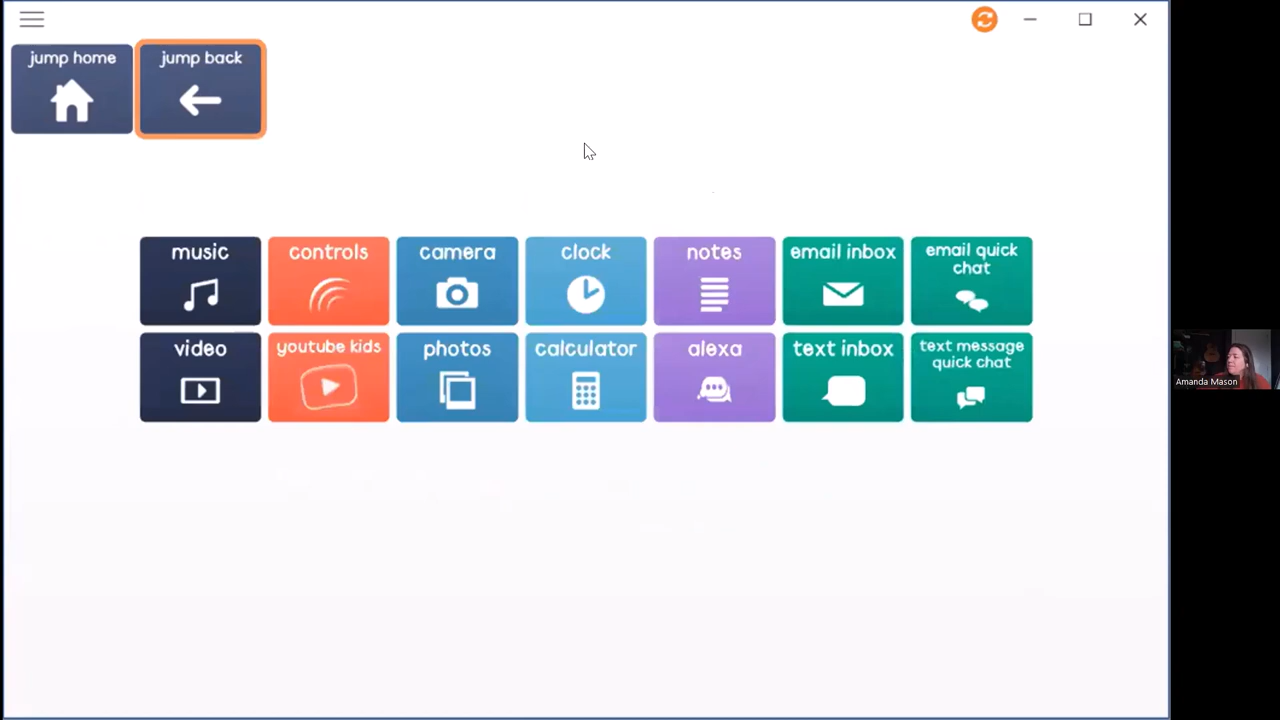 jump home
jump back
music
controls
camera
clock
notes
email inbox
email quick
chat
video
youtube kids
photos
calculator
alexa
text inbox
text message
quick chat
Amanda Mason